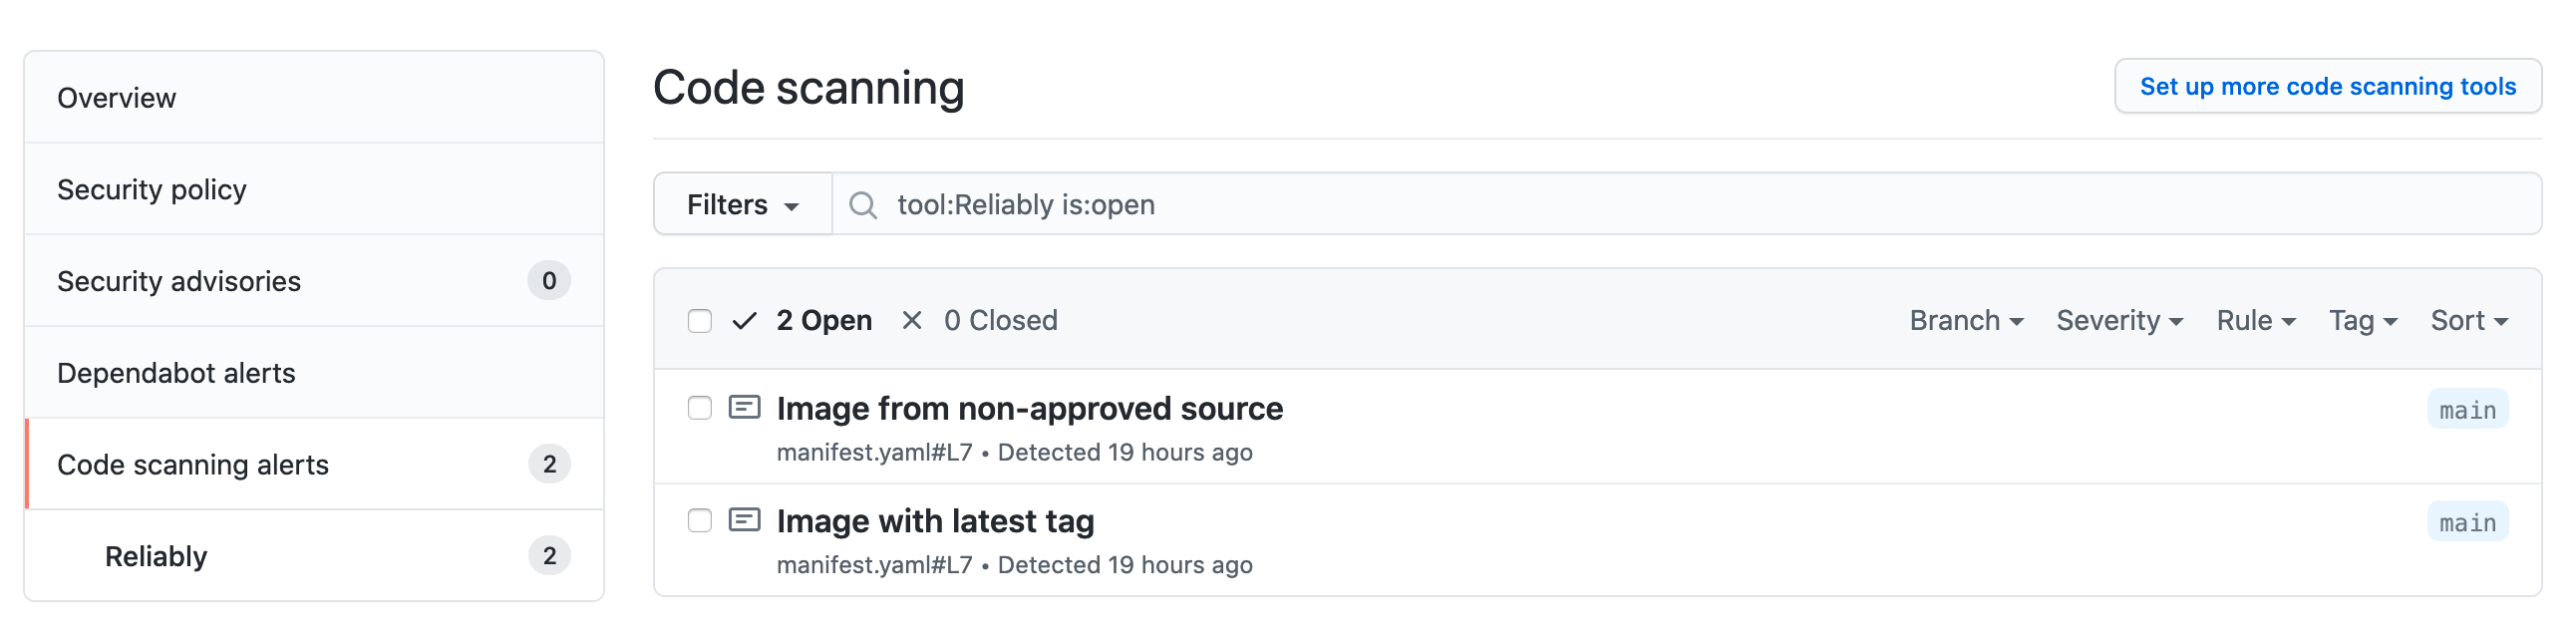 Overview
Security policy
Security advisories 0
Dependabot alerts
Code scanning alerts 2
Reliably 2
Code scanning
Set up more code scanning tools
Filters
tool:Reliably is:open
2 Open 0 Closed
Branch Severity Rule Tag Sort
Image from non-approved source
main
manifest.yaml#L7 • Detected 19 hours ago
Image with latest tag
main
manifest.yaml#L7 • Detected 19 hours ago